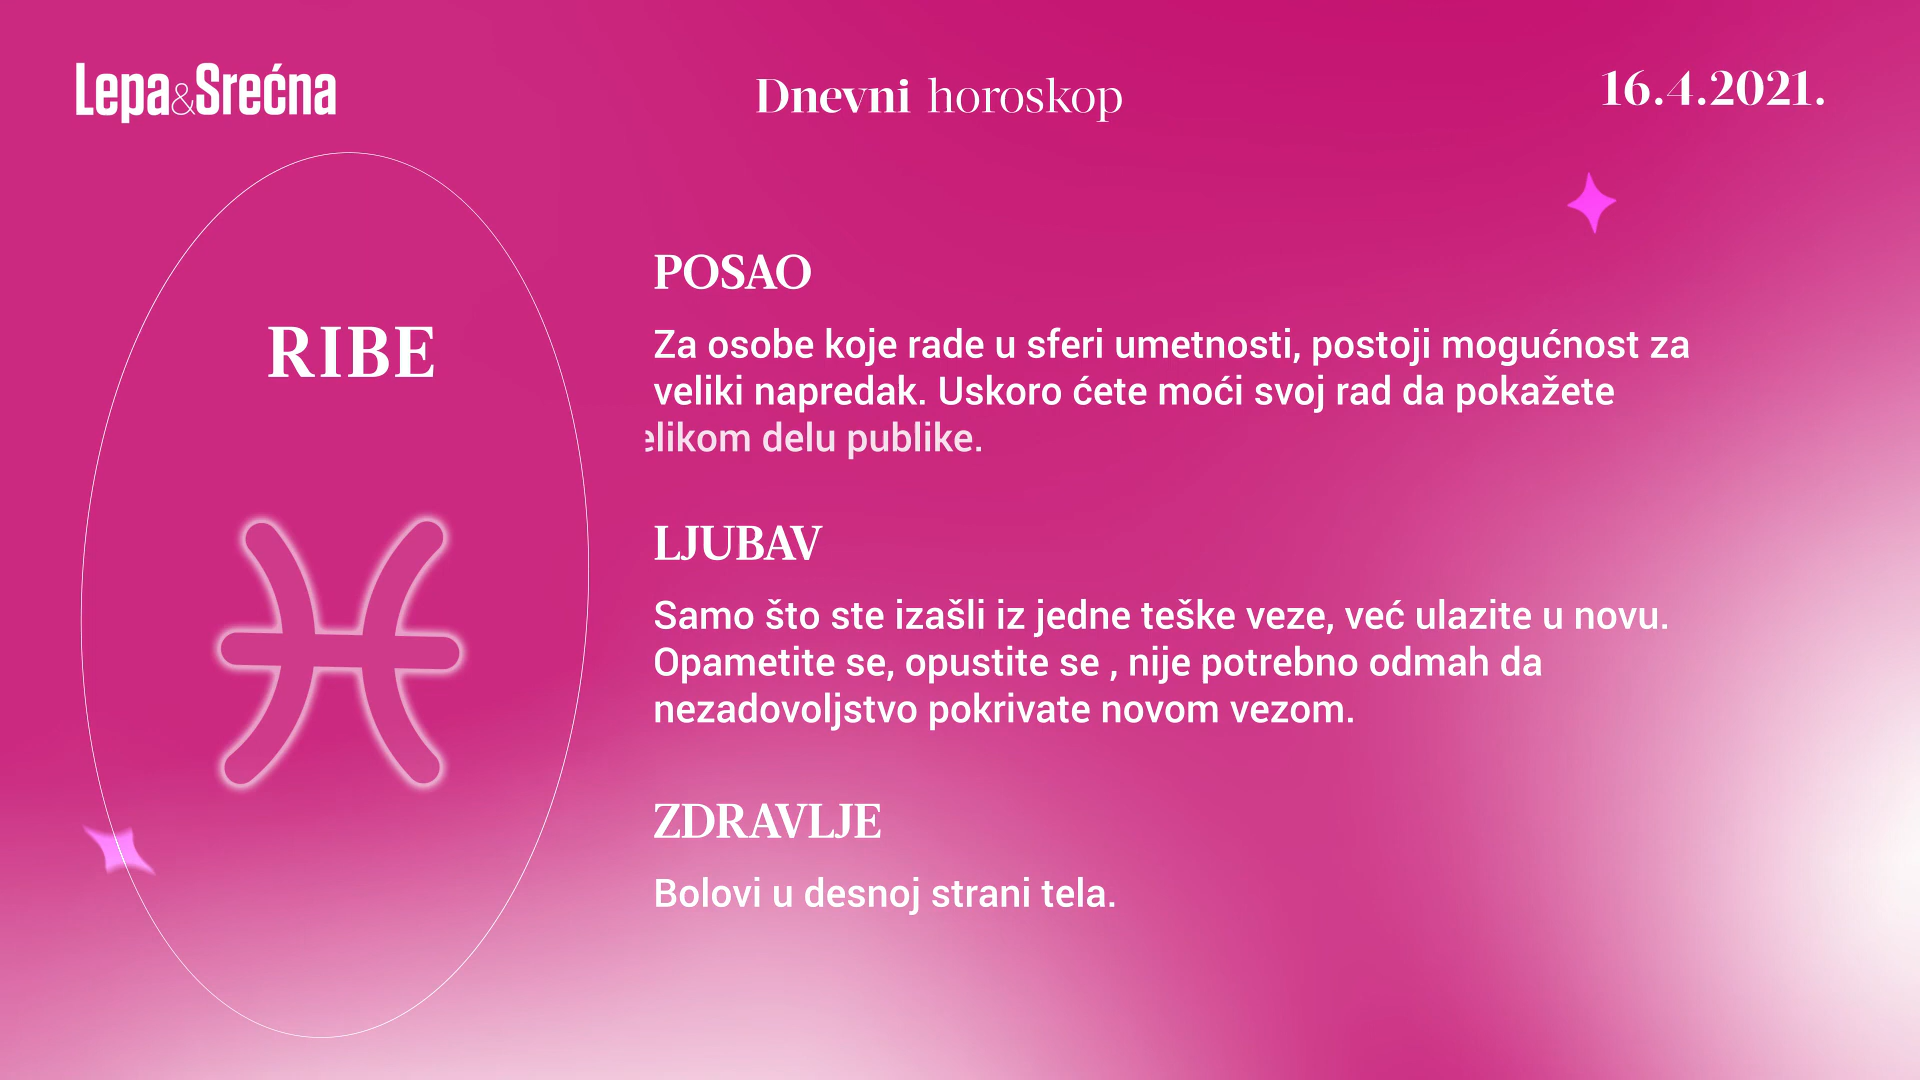 Lepa&Srećna
Dnevni horoskop
16.4.2021.
RIBE
POSAO
Za osobe koje rade u sferi umetnosti, postoji mogućnost za
veliki napredak. Uskoro ćete moći svoj rad da pokažete
elikom delu publike.
LJUBAV
Samo što ste izašli iz jedne teške veze, već ulazite u novu.
Opametite se, opustite se , nije potrebno odmah da
nezadovoljstvo pokrivate novom vezom.
ZDRAVLJE
Bolovi u desnoj strani tela.